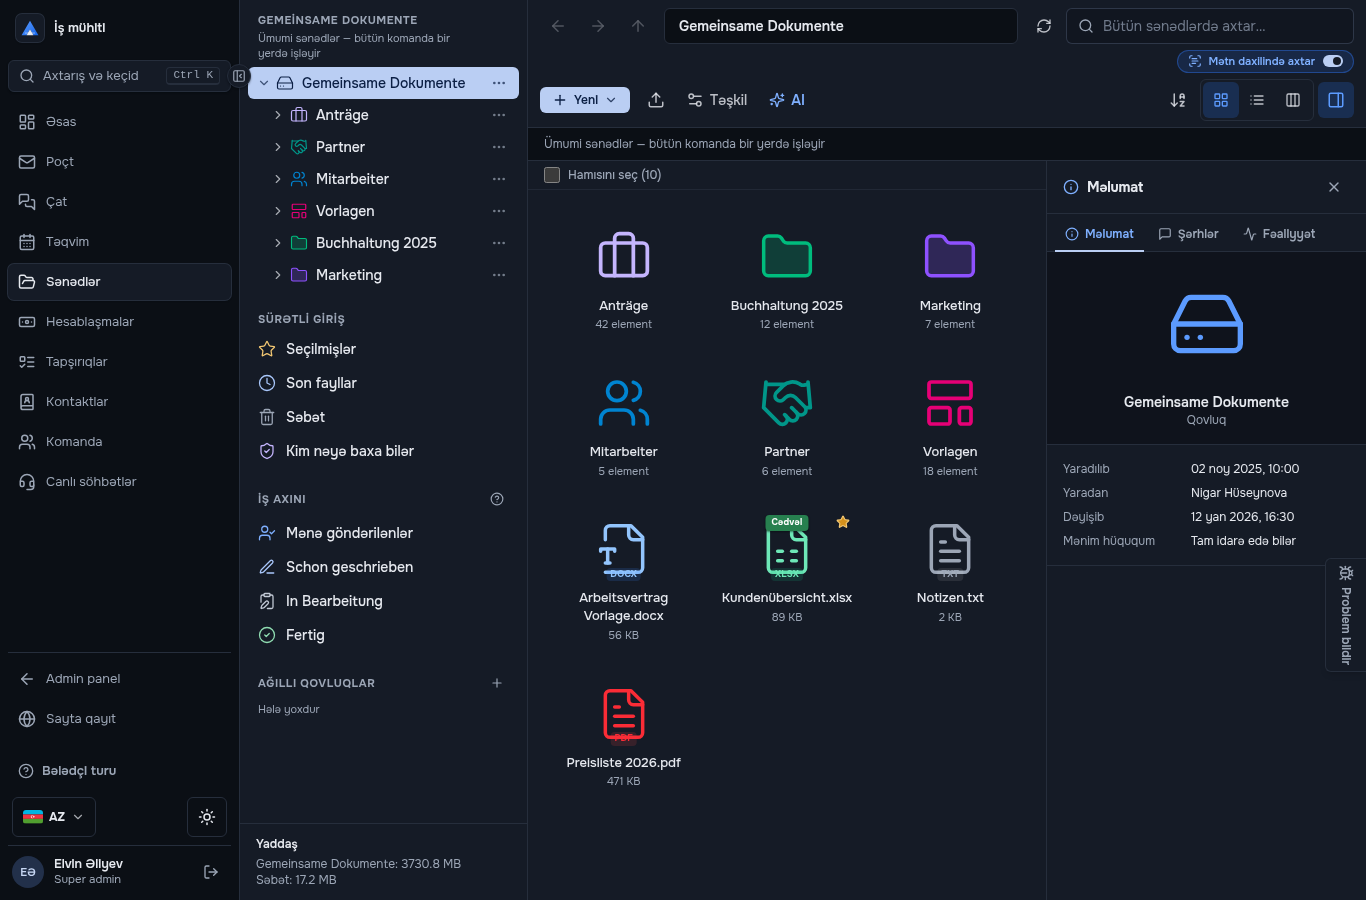 İş mühiti
Axtarış və keçid
Ctrl K
Əsas
Poçt
Çat
Təqvim
Sənədlər
Hesablaşmalar
Tapşırıqlar
Kontaktlar
Komanda
Canlı söhbətlər
Admin panel
Sayta qayıt
Bələdçi turu
AZ
EƏ
Elvin Əliyev
Super admin
GEMEİNSAME DOKUMENTE
Ümumi sənədlər — bütün komanda bir
yerdə işləyir
Gemeinsame Dokumente
Anträge
Partner
Mitarbeiter
Vorlagen
Buchhaltung 2025
Marketing
SÜRƏTLİ GİRİŞ
Seçilmişlər
Son fayllar
Səbət
Kim nəyə baxa bilər
İŞ AXINI
Mənə göndərilənlər
Schon geschrieben
In Bearbeitung
Fertig
AĞILLI QOVLUQLAR
Hələ yoxdur
Yaddaş
Gemeinsame Dokumente: 3730.8 MB
Səbət: 17.2 MB
Gemeinsame Dokumente
Bütün sənədlərdə axtar...
Mətn daxilində axtar
Yeni
Təşkil
AI
Ümumi sənədlər — bütün komanda bir yerdə işləyir
Hamısını seç (10)
Anträge
42 element
Buchhaltung 2025
12 element
Marketing
7 element
Mitarbeiter
5 element
Partner
6 element
Vorlagen
18 element
DOCX
Arbeitsvertrag
Vorlage.docx
56 KB
Cədvəl
XLSX
Kundenübersicht.xlsx
89 KB
TXT
Notizen.txt
2 KB
PDF
Preisliste 2026.pdf
471 KB
Məlumat
Məlumat
Şərhlər
Fəaliyyət
Gemeinsame Dokumente
Qovluq
Yaradılıb
02 noy 2025, 10:00
Yaradan
Nigar Hüseynova
Dəyişib
12 yan 2026, 16:30
Mənim hüququm
Tam idarə edə bilər
Problem bildir